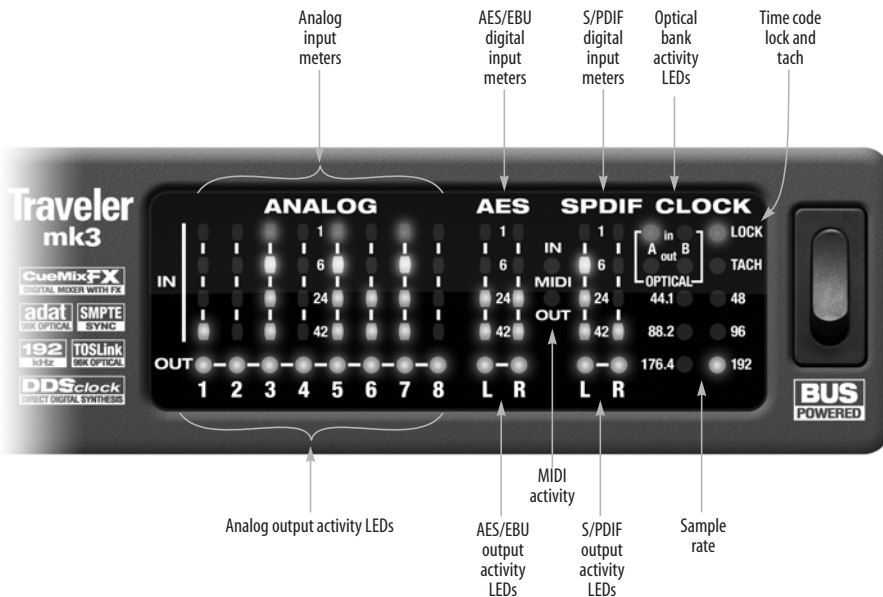 Analog
input
meters
AES/EBU
digital
input
meters
S/PDIF
digital
input
meters
Optical
bank
activity
LEDs
Time code
lock and
tach
Traveler
mk3
CueMix FX
DIGITAL MIXER WITH FX
adat
96K OPTICAL
SMPTE
SYNC
192
kHz
TOSLink
96K OPTICAL
DDSclock
DIRECT DIGITAL SYNTHESIS
ANALOG
AES
SPDIF
CLOCK
IN
1
6
24
42
1
6
24
42
1
6
24
42
IN
MIDI
OUT
in
A B
out
OPTICAL
LOCK
TACH
44.1
48
88.2
96
176.4
192
OUT
1 2 3 4 5 6 7 8
L R
L R
BUS
POWERED
Analog output activity LEDs
AES/EBU
output
activity
LEDs
MIDI
activity
S/PDIF
output
activity
LEDs
Sample
rate